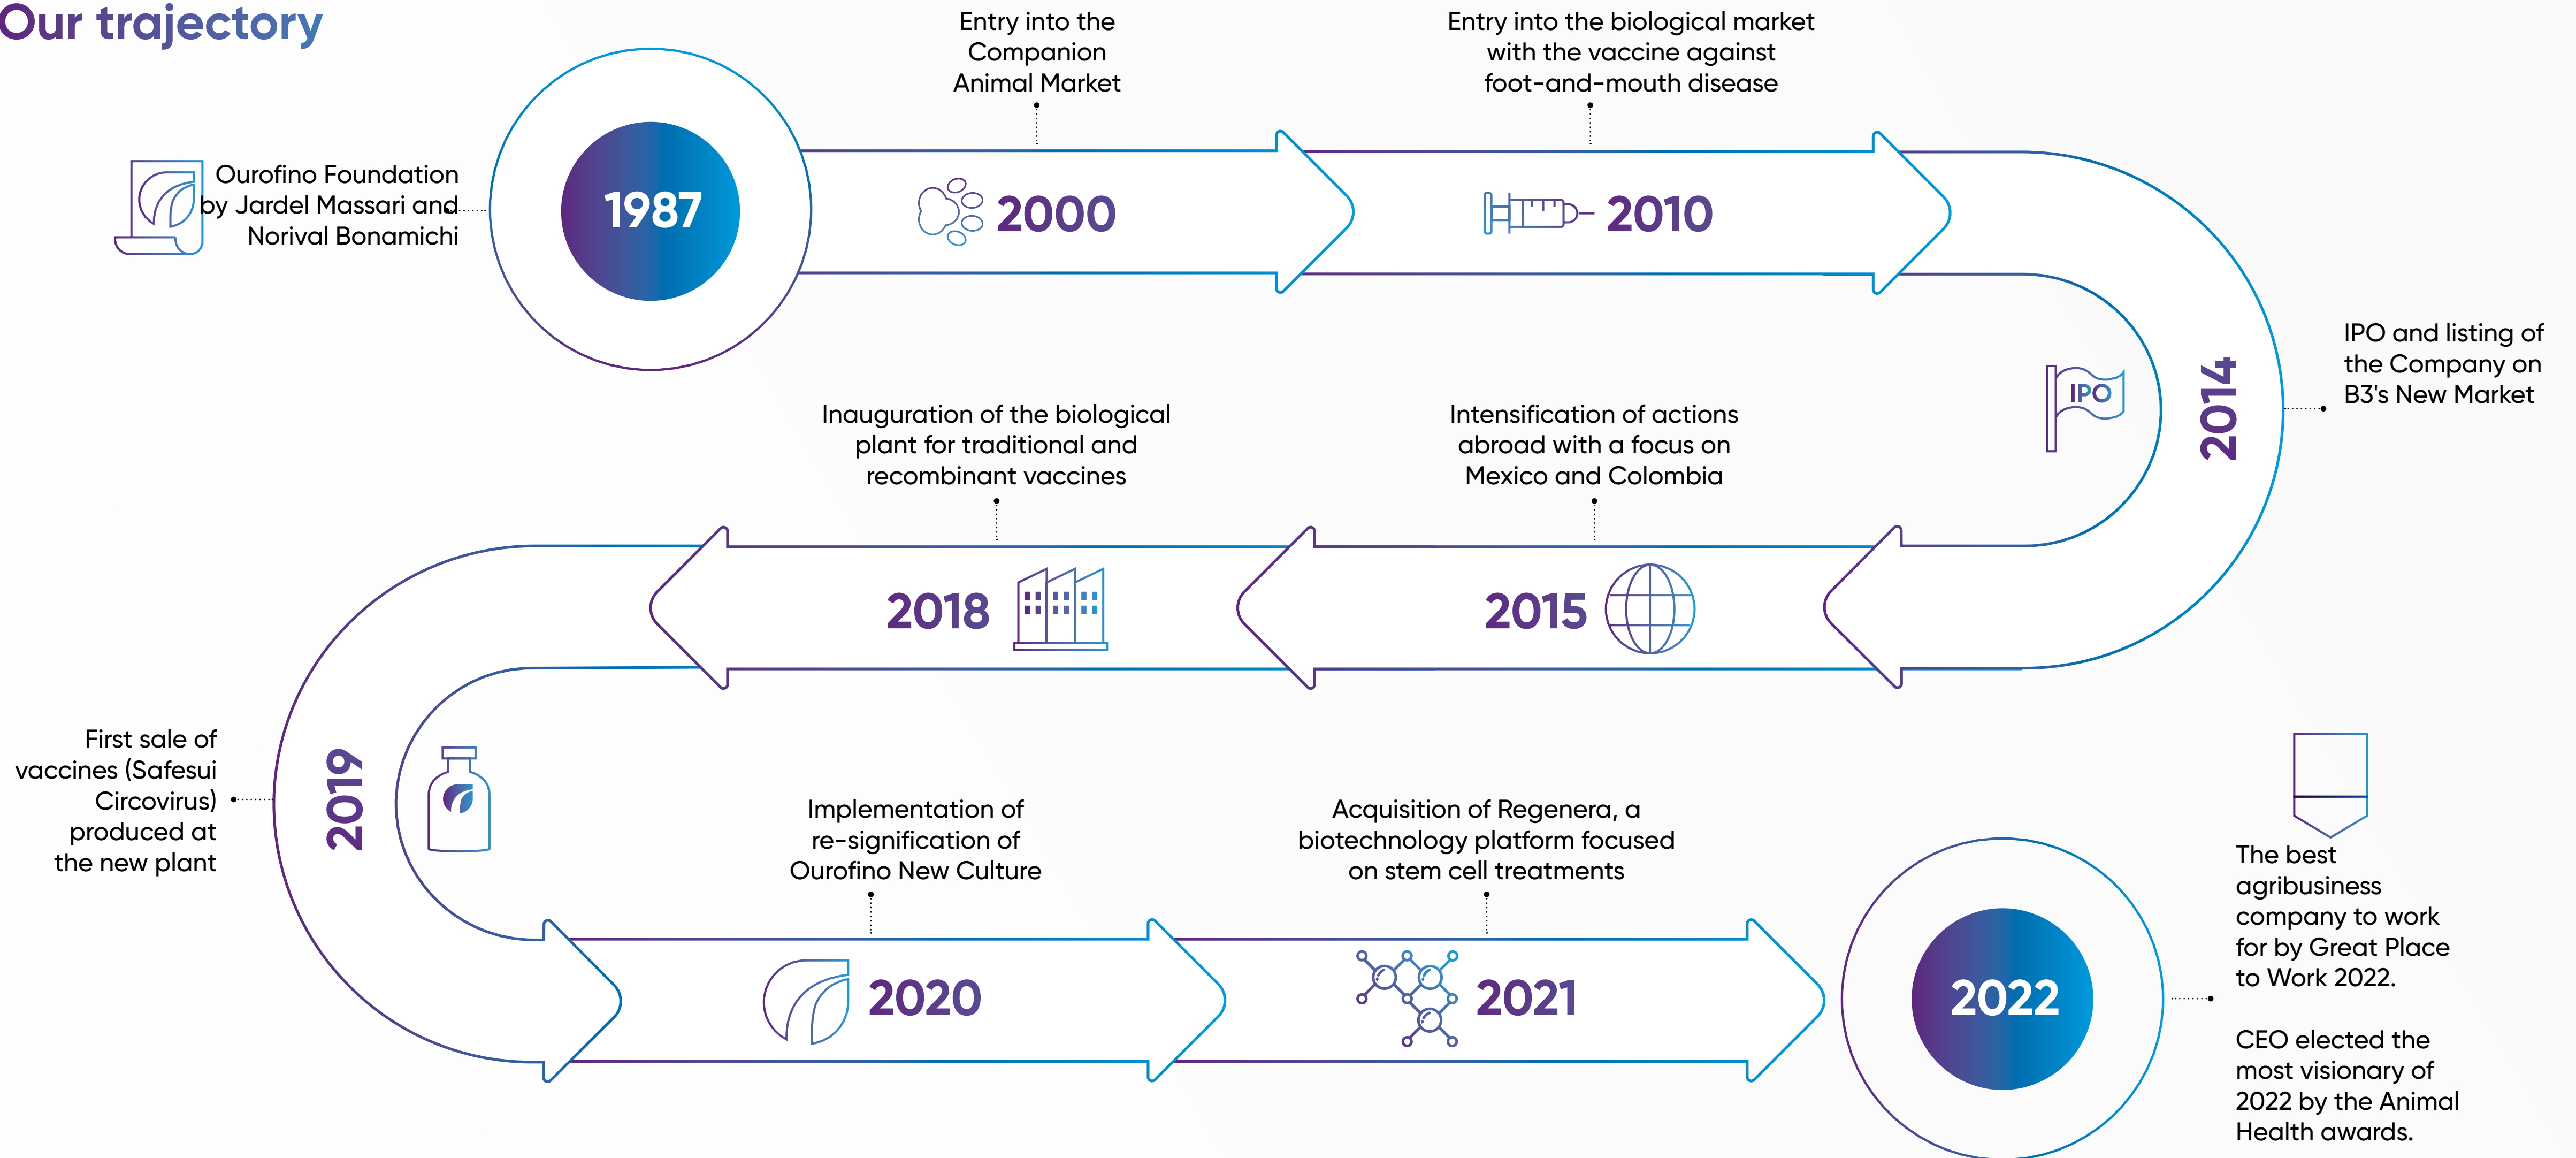 Our trajectory
Ourofino Foundation
by Jardel Massari and
Norival Bonamichi
1987
Entry into the
Companion
Animal Market
2000
Entry into the biological market
with the vaccine against
foot-and-mouth disease
2010
IPO and listing of
the Company on
B3's New Market
2014
IPO
Intensification of actions
abroad with a focus on
Mexico and Colombia
2015
Inauguration of the biological
plant for traditional and
recombinant vaccines
2018
First sale of
vaccines (Safesui
Circovirus)
produced at
the new plant
2019
Implementation of
re-signification of
Ourofino New Culture
2020
Acquisition of Regenera, a
biotechnology platform focused
on stem cell treatments
2021
2022
The best
agribusiness
company to work
for by Great Place
to Work 2022.
CEO elected the
most visionary of
2022 by the Animal
Health awards.